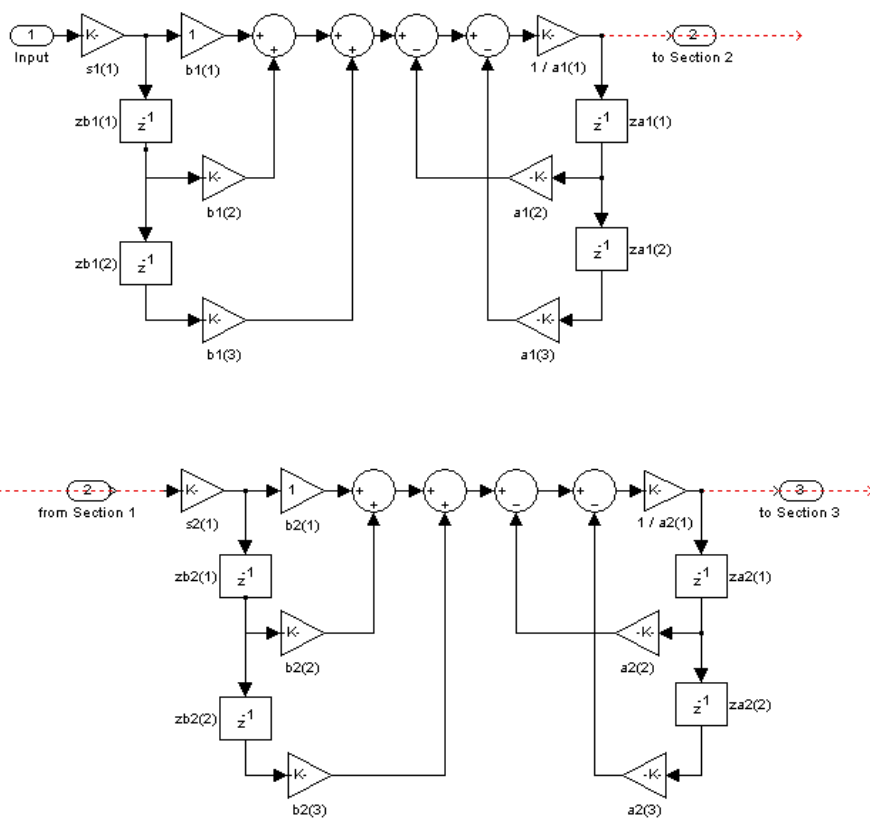 1
K-
1
+
+
+
+
+
−
+
−
K-
2
Input
s1(1)
b1(1)
1 / a1(1)
to Section 2
zb1(1)
z-1
z-1
za1(1)
K-
-K-
b1(2)
a1(2)
zb1(2)
z-1
z-1
za1(2)
K-
-K-
b1(3)
a1(3)
2
K-
1
+
+
+
+
+
−
+
−
K-
3
from Section 1
s2(1)
b2(1)
1 / a2(1)
to Section 3
zb2(1)
z-1
z-1
za2(1)
K-
-K-
b2(2)
a2(2)
zb2(2)
z-1
z-1
za2(2)
K-
-K-
b2(3)
a2(3)